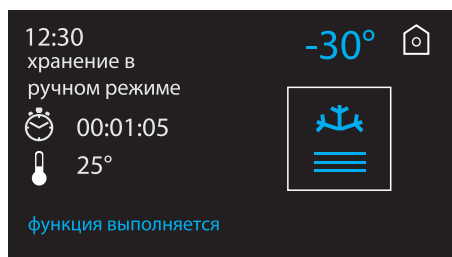 12:30
-30°
хранение в
ручном режиме
00:01:05
25°
функция выполняется